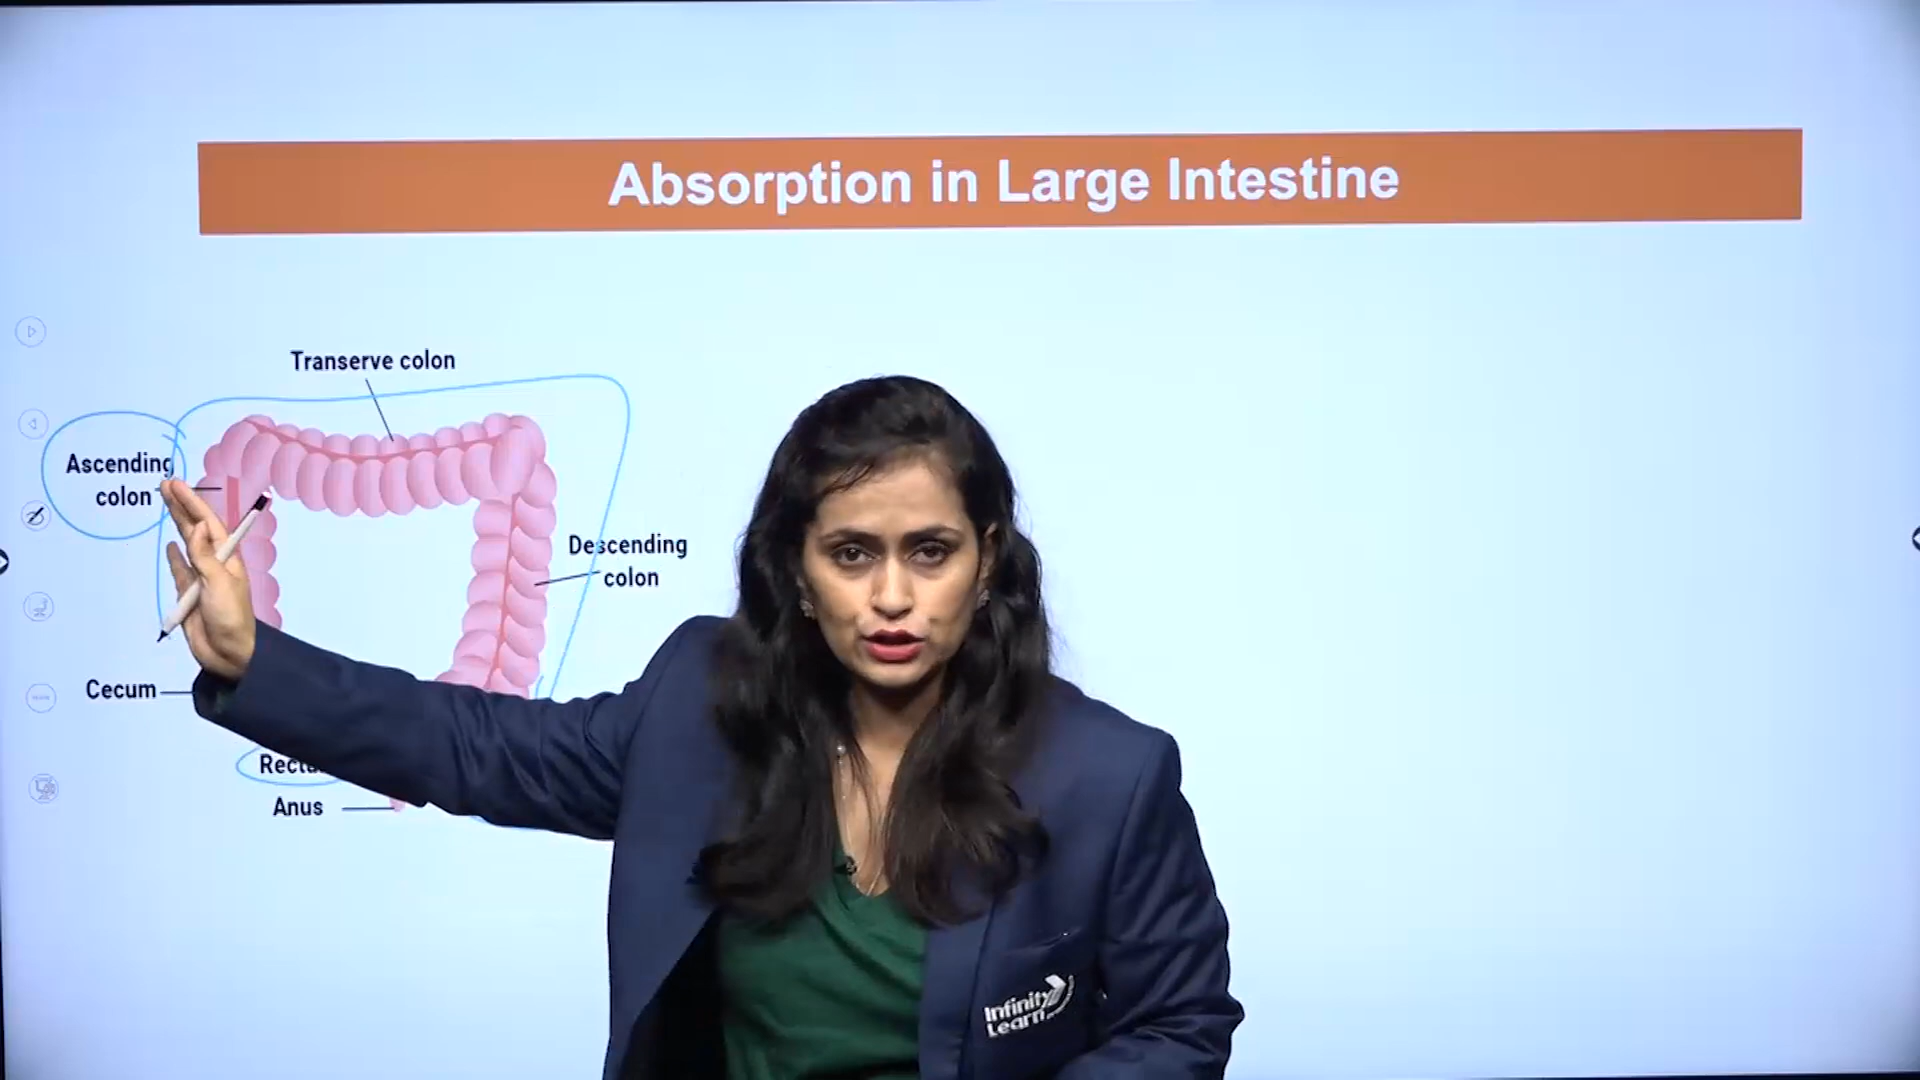 Absorption in Large Intestine
Transerve colon
Ascending
colon
Descending
colon
Cecum
Anus
Infinity
Learn